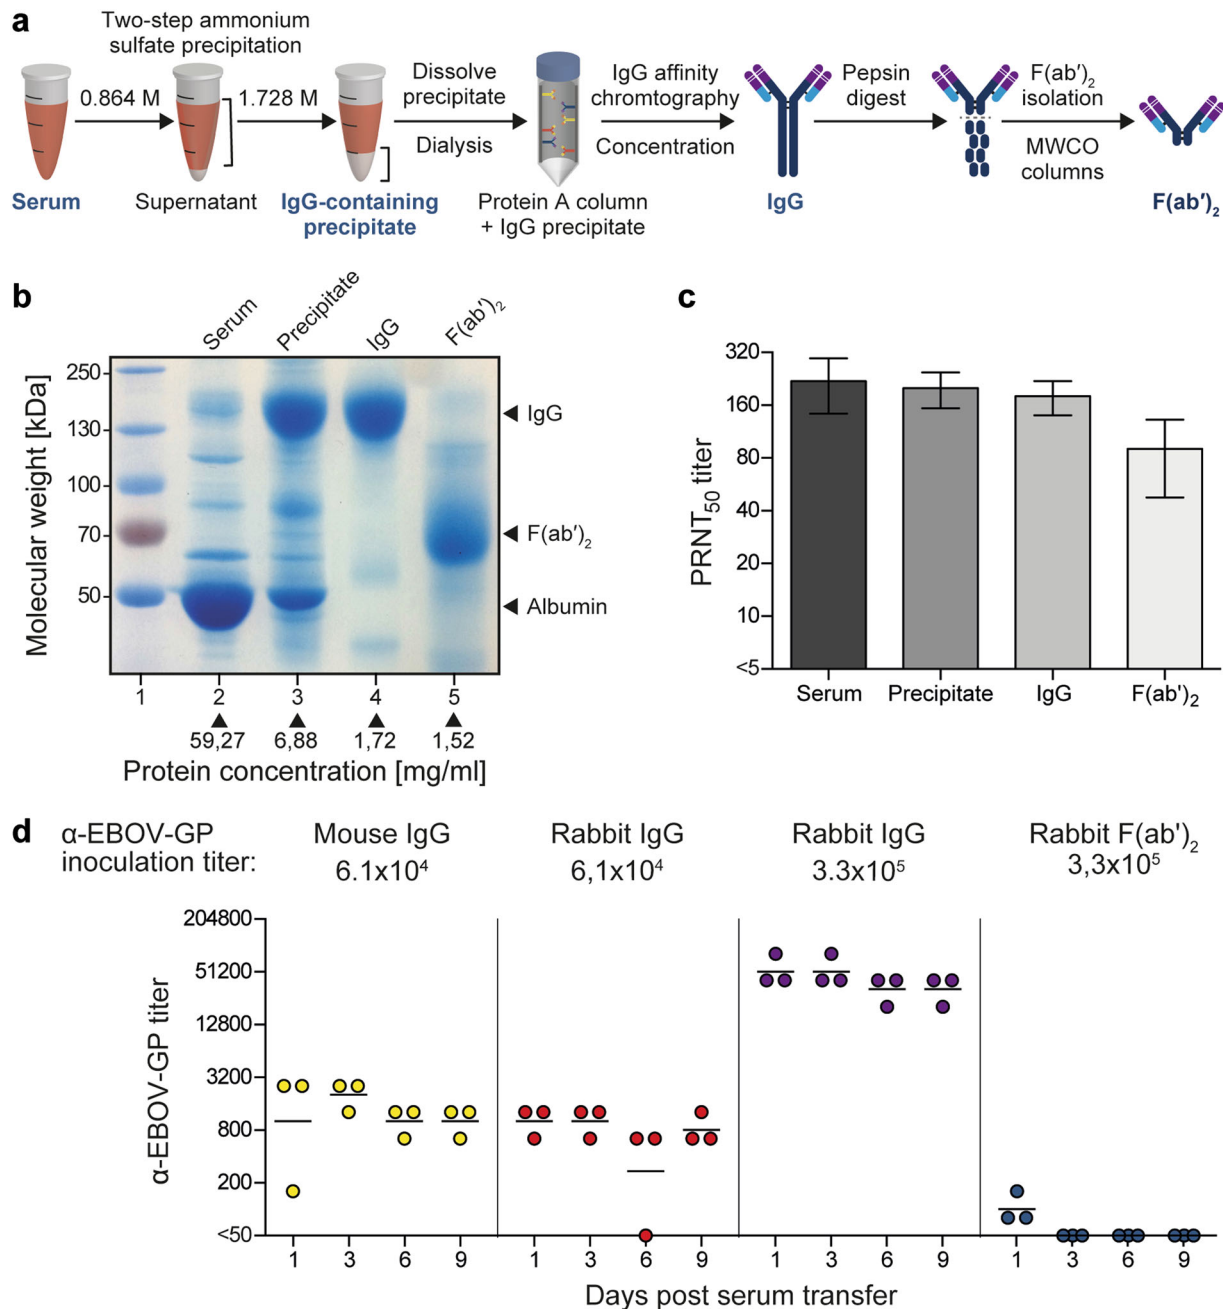 a
Two-step ammonium
sulfate precipitation
0.864 M
1.728 M
Dissolve
precipitate
Dialysis
IgG affinity
chromtography
Concentration
Pepsin
digest
F(ab′)2
isolation
MWCO
columns
Serum
Supernatant
IgG-containing
precipitate
Protein A column
+ IgG precipitate
IgG
F(ab′)2
b
Serum
Precipitate
IgG
F(ab′)2
Molecular weight [kDa]
250
130
100
70
50
IgG
F(ab′)2
Albumin
1 2 3 4 5
59,27 6,88 1,72 1,52
Protein concentration [mg/ml]
c
PRNT50 titer
320
160
80
40
20
10
<5
Serum Precipitate IgG F(ab')2
d
α-EBOV-GP
inoculation titer:
Mouse IgG
6.1x10⁴
Rabbit IgG
6,1x10⁴
Rabbit IgG
3.3x10⁵
Rabbit F(ab')2
3,3x10⁵
α-EBOV-GP titer
204800
51200
12800
3200
800
200
<50
1 3 6 9 1 3 6 9 1 3 6 9 1 3 6 9
Days post serum transfer